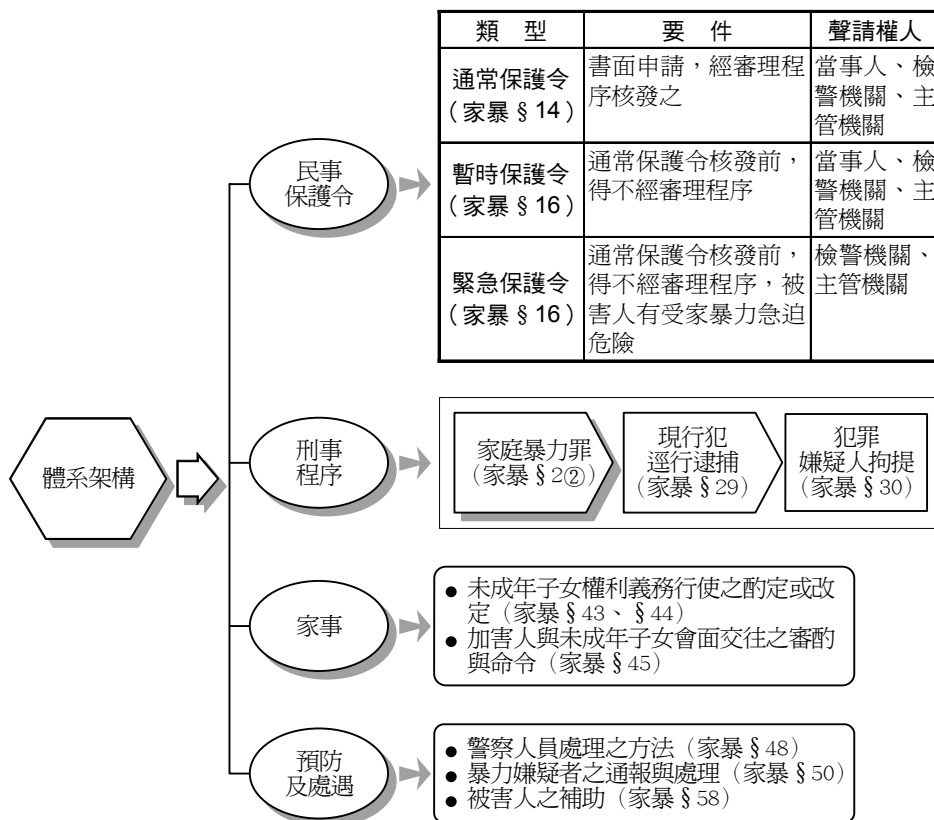 類 型 要 件 聲請權人
通常保護令
（家暴§14）
書面申請，經審理程
序核發之
當事人、檢
警機關、主
管機關
暫時保護令
（家暴§16）
通常保護令核發前，
得不經審理程序
當事人、檢
警機關、主
管機關
緊急保護令
（家暴§16）
通常保護令核發前，
得不經審理程序，被
害人有受家暴力急迫
危險
檢警機關、
主管機關
民事
保護令
體系架構
刑事
程序
家庭暴力罪
（家暴§2②）
現行犯
逕行逮捕
（家暴§29）
犯罪
嫌疑人拘提
（家暴§30）
家事
● 未成年子女權利義務行使之酌定或改
定（家暴§43、§44）
● 加害人與未成年子女會面交往之審酌
與命令（家暴§45）
預防
及處遇
● 警察人員處理之方法（家暴§48）
● 暴力嫌疑者之通報與處理（家暴§50）
● 被害人之補助（家暴§58）